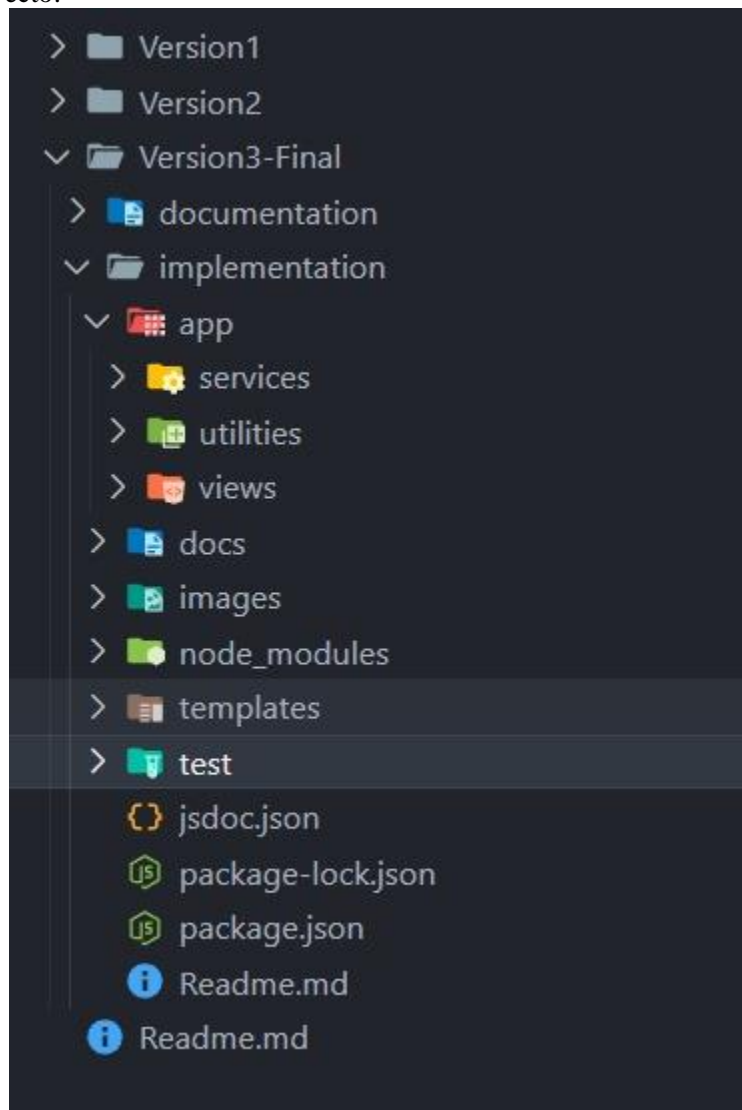 Version1
Version2
Version3-Final
documentation
implementation
app
services
utilities
views
docs
images
node_modules
templates
test
jsdoc.json
package-lock.json
package.json
Readme.md
Readme.md